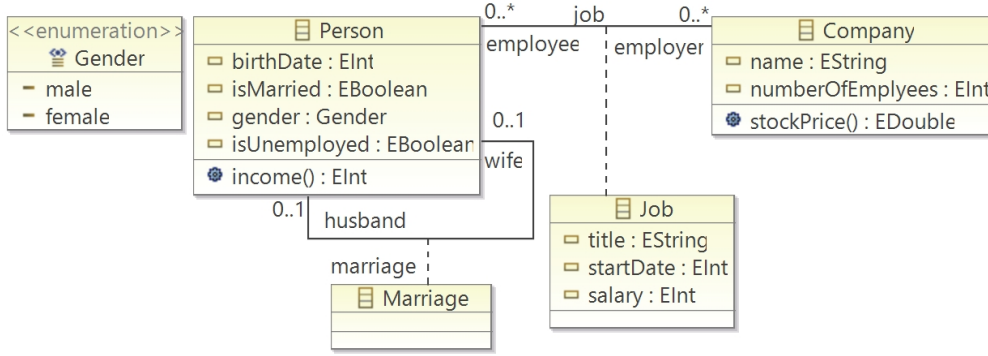 <<enumeration>>
Gender
male
female
Person
birthDate : EInt
isMarried : EBoolean
gender : Gender
isUnemployed : EBoolean
income() : EInt
0..*
job
0..*
employee
employer
Company
name : EString
numberOfEmplyees : EInt
stockPrice() : EDouble
0..1
wife
0..1
husband
marriage
Marriage
Job
title : EString
startDate : EInt
salary : EInt